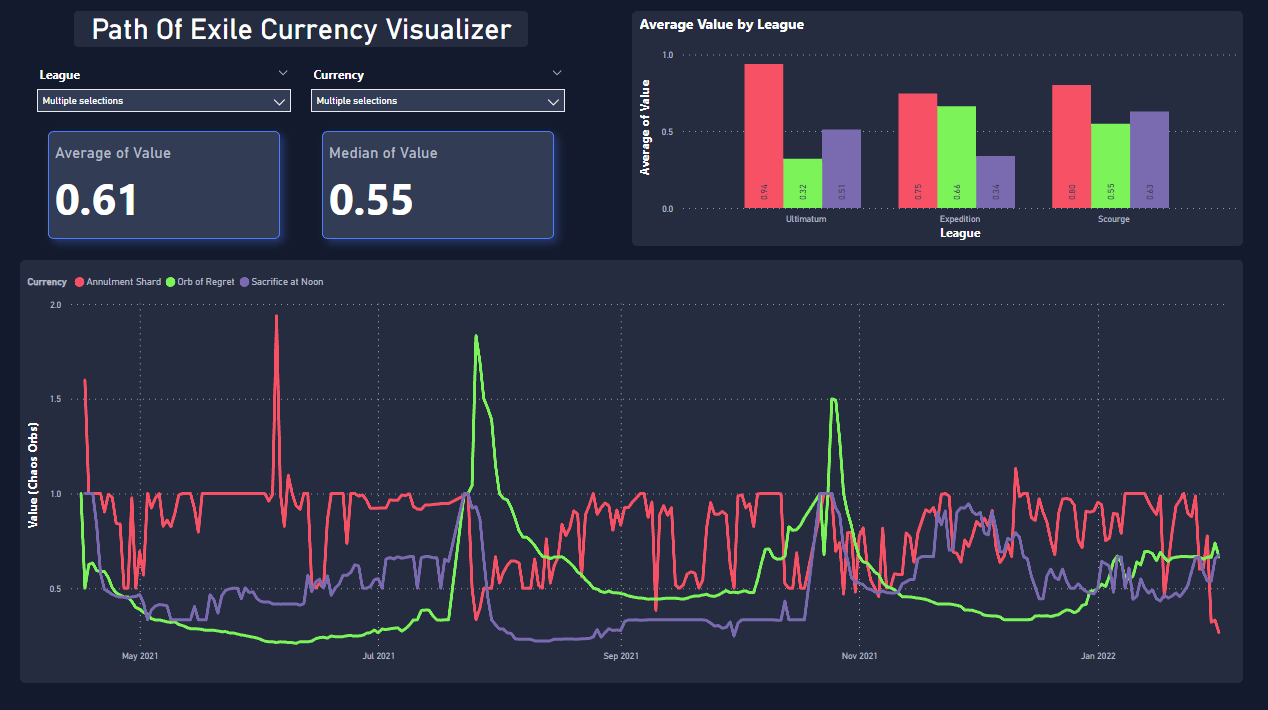 Path Of Exile Currency Visualizer
League
Multiple selections
Currency
Multiple selections
Average of Value
0.61
Median of Value
0.55
Average Value by League
Average of Value
1.0
0.5
0.0
0.94
0.32
0.51
0.75
0.66
0.34
0.80
0.55
0.63
Ultimatum
Expedition
Scourge
League
Currency
Annulment Shard
Orb of Regret
Sacrifice at Noon
Value (Chaos Orbs)
2.0
1.5
1.0
0.5
May 2021
Jul 2021
Sep 2021
Nov 2021
Jan 2022